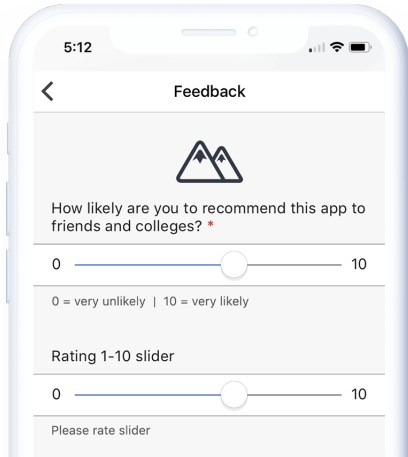 5:12
Feedback
How likely are you to recommend this app to
friends and colleges? *
0 10
0 = very unlikely | 10 = very likely
Rating 1-10 slider
0 10
Please rate slider